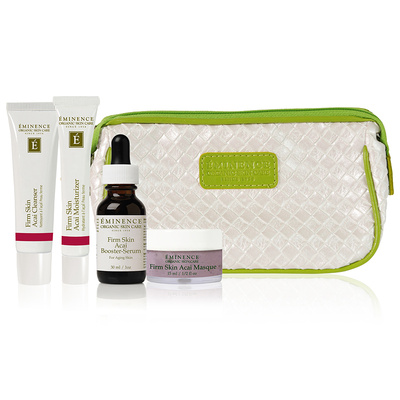 ÉMINENCE
ORGANIC SKIN CARE
É
Firm Skin
Acai Cleanser
ÉMINENCE
ORGANIC SKIN CARE
É
Firm Skin
Acai Moisturizer
ÉMINENCE
ORGANIC SKIN CARE
Firm Skin
Acai
Booster-Serum
For Aging Skin
30 ml / 1oz
ÉMINENCE
ORGANIC SKIN CARE
Firm Skin Acai Masque
EMINENCE